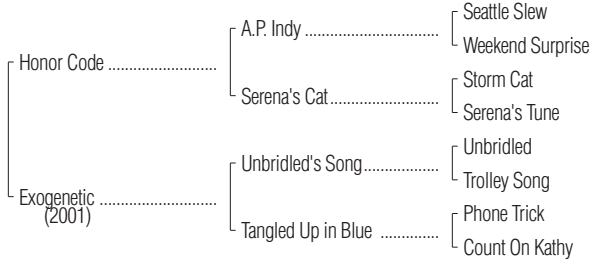 Seattle Slew
A.P. Indy ...........................
Weekend Surprise
Honor Code ......................
Storm Cat
Serena's Cat......................
Serena's Tune
Unbridled
Unbridled's Song...............
Trolley Song
Exogenetic ........................
(2001)
Phone Trick
Tangled Up in Blue ............
Count On Kathy